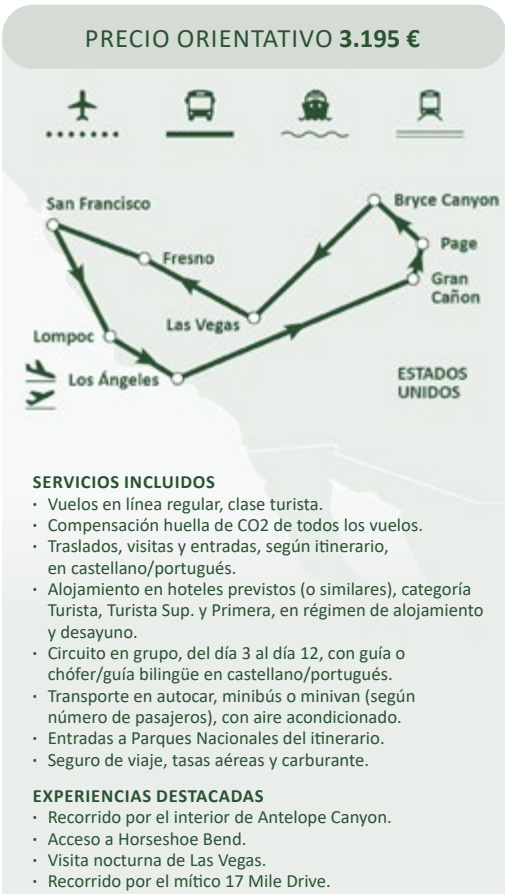 PRECIO ORIENTATIVO 3.195 €
San Francisco
Bryce Canyon
Fresno
Page
Gran
Cañon
Las Vegas
Lompoc
Los Ángeles
ESTADOS
UNIDOS
SERVICIOS INCLUIDOS
· Vuelos en línea regular, clase turista.
· Compensación huella de CO2 de todos los vuelos.
· Traslados, visitas y entradas, según itinerario,
en castellano/portugués.
· Alojamiento en hoteles previstos (o similares), categoría
Turista, Turista Sup. y Primera, en régimen de alojamiento
y desayuno.
· Circuito en grupo, del día 3 al día 12, con guía o
chófer/guía bilingüe en castellano/portugués.
· Transporte en autocar, minibús o minivan (según
número de pasajeros), con aire acondicionado.
· Entradas a Parques Nacionales del itinerario.
· Seguro de viaje, tasas aéreas y carburante.
EXPERIENCIAS DESTACADAS
· Recorrido por el interior de Antelope Canyon.
· Acceso a Horseshoe Bend.
· Visita nocturna de Las Vegas.
· Recorrido por el mítico 17 Mile Drive.